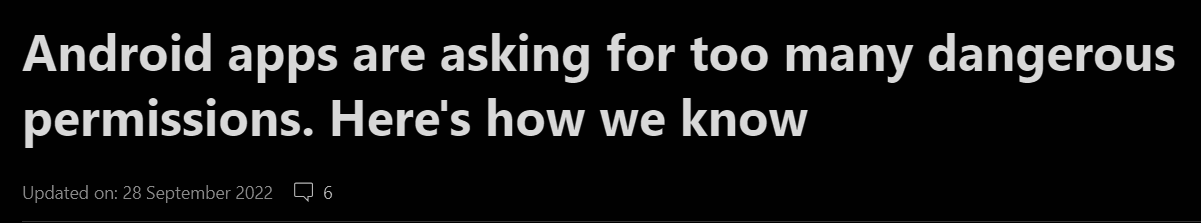 Android apps are asking for too many dangerous
permissions. Here's how we know
Updated on: 28 September 2022 6